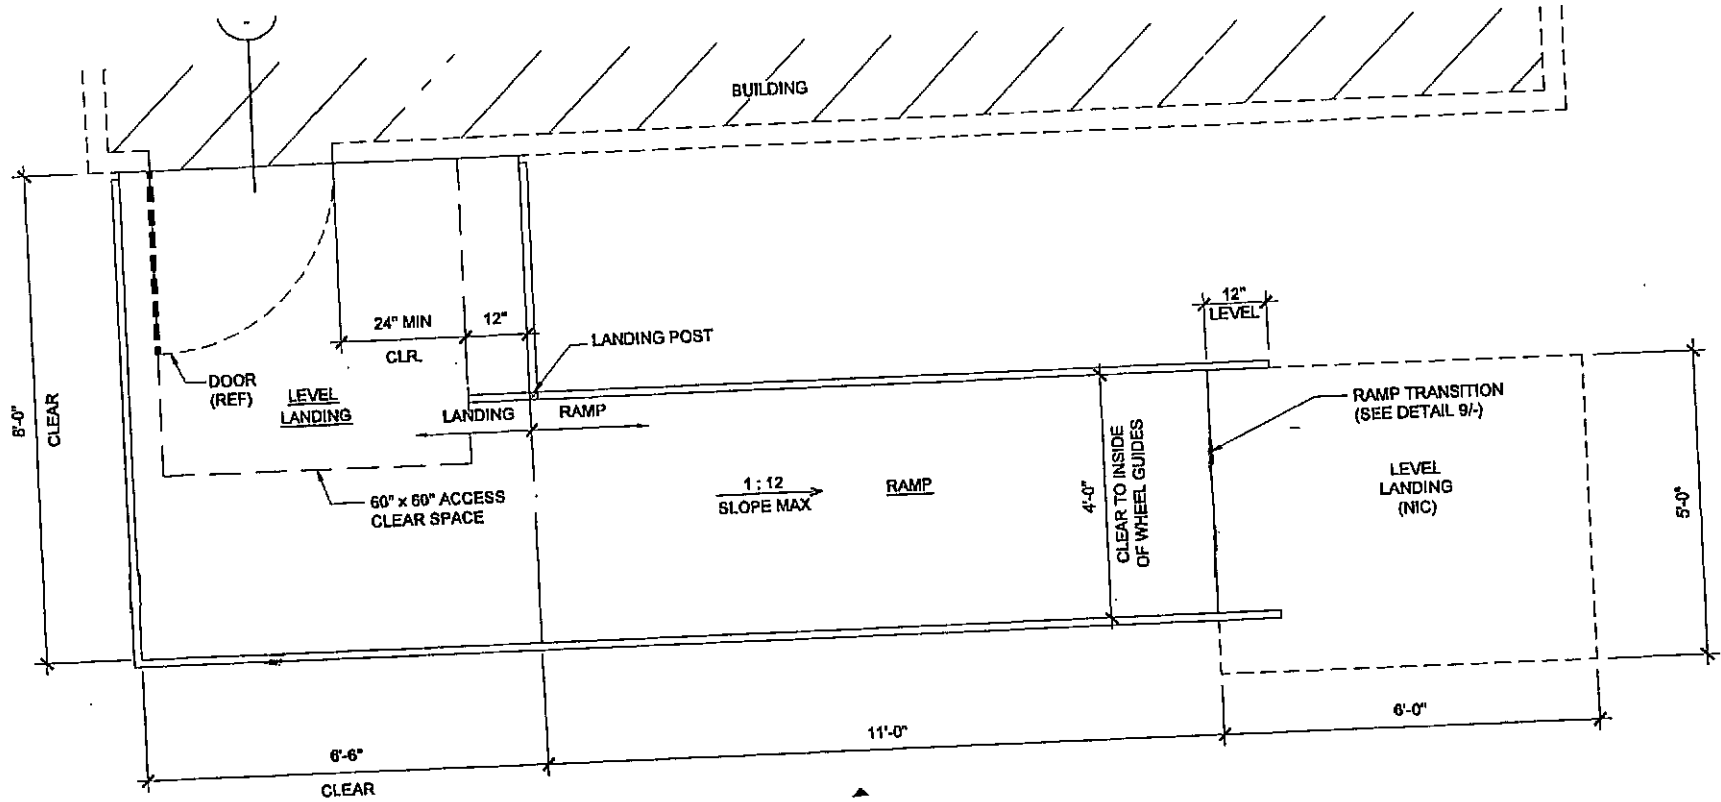 BUILDING
8'-0"
CLEAR
24" MIN
CLR.
12"
LANDING POST
12"
LEVEL
DOOR
(REF)
LEVEL
LANDING
LANDING
RAMP
RAMP TRANSITION
(SEE DETAIL 9/-)
60" x 60" ACCESS
CLEAR SPACE
1 : 12
SLOPE MAX
RAMP
4'-0"
CLEAR TO INSIDE
OF WHEEL GUIDES
LEVEL
LANDING
(NIC)
5'-0"
6'-6"
CLEAR
11'-0"
6'-0"